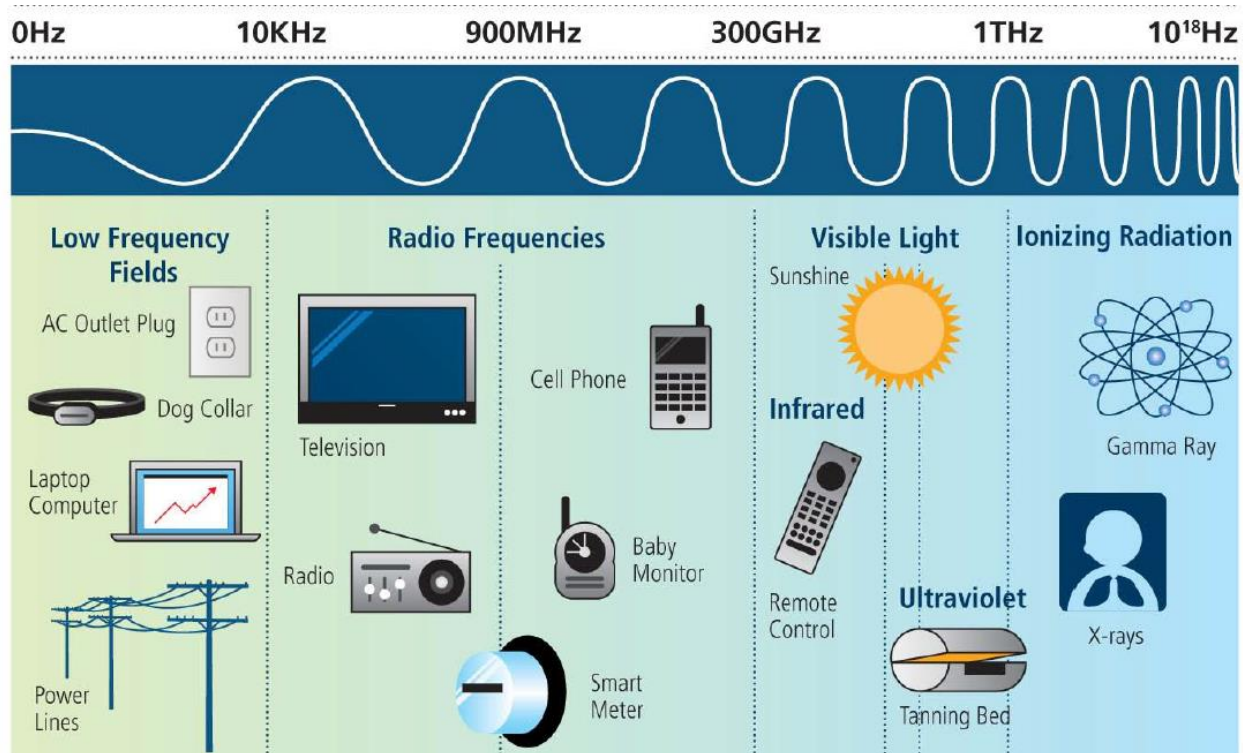 0Hz 10KHz 900MHz 300GHz 1THz 10¹⁸Hz
Low Frequency
Fields
AC Outlet Plug
Dog Collar
Laptop
Computer
Power
Lines
Radio Frequencies
Television
Cell Phone
Radio
Baby
Monitor
Smart
Meter
Visible Light
Sunshine
Infrared
Remote
Control
Ultraviolet
Tanning Bed
Ionizing Radiation
Gamma Ray
X-rays